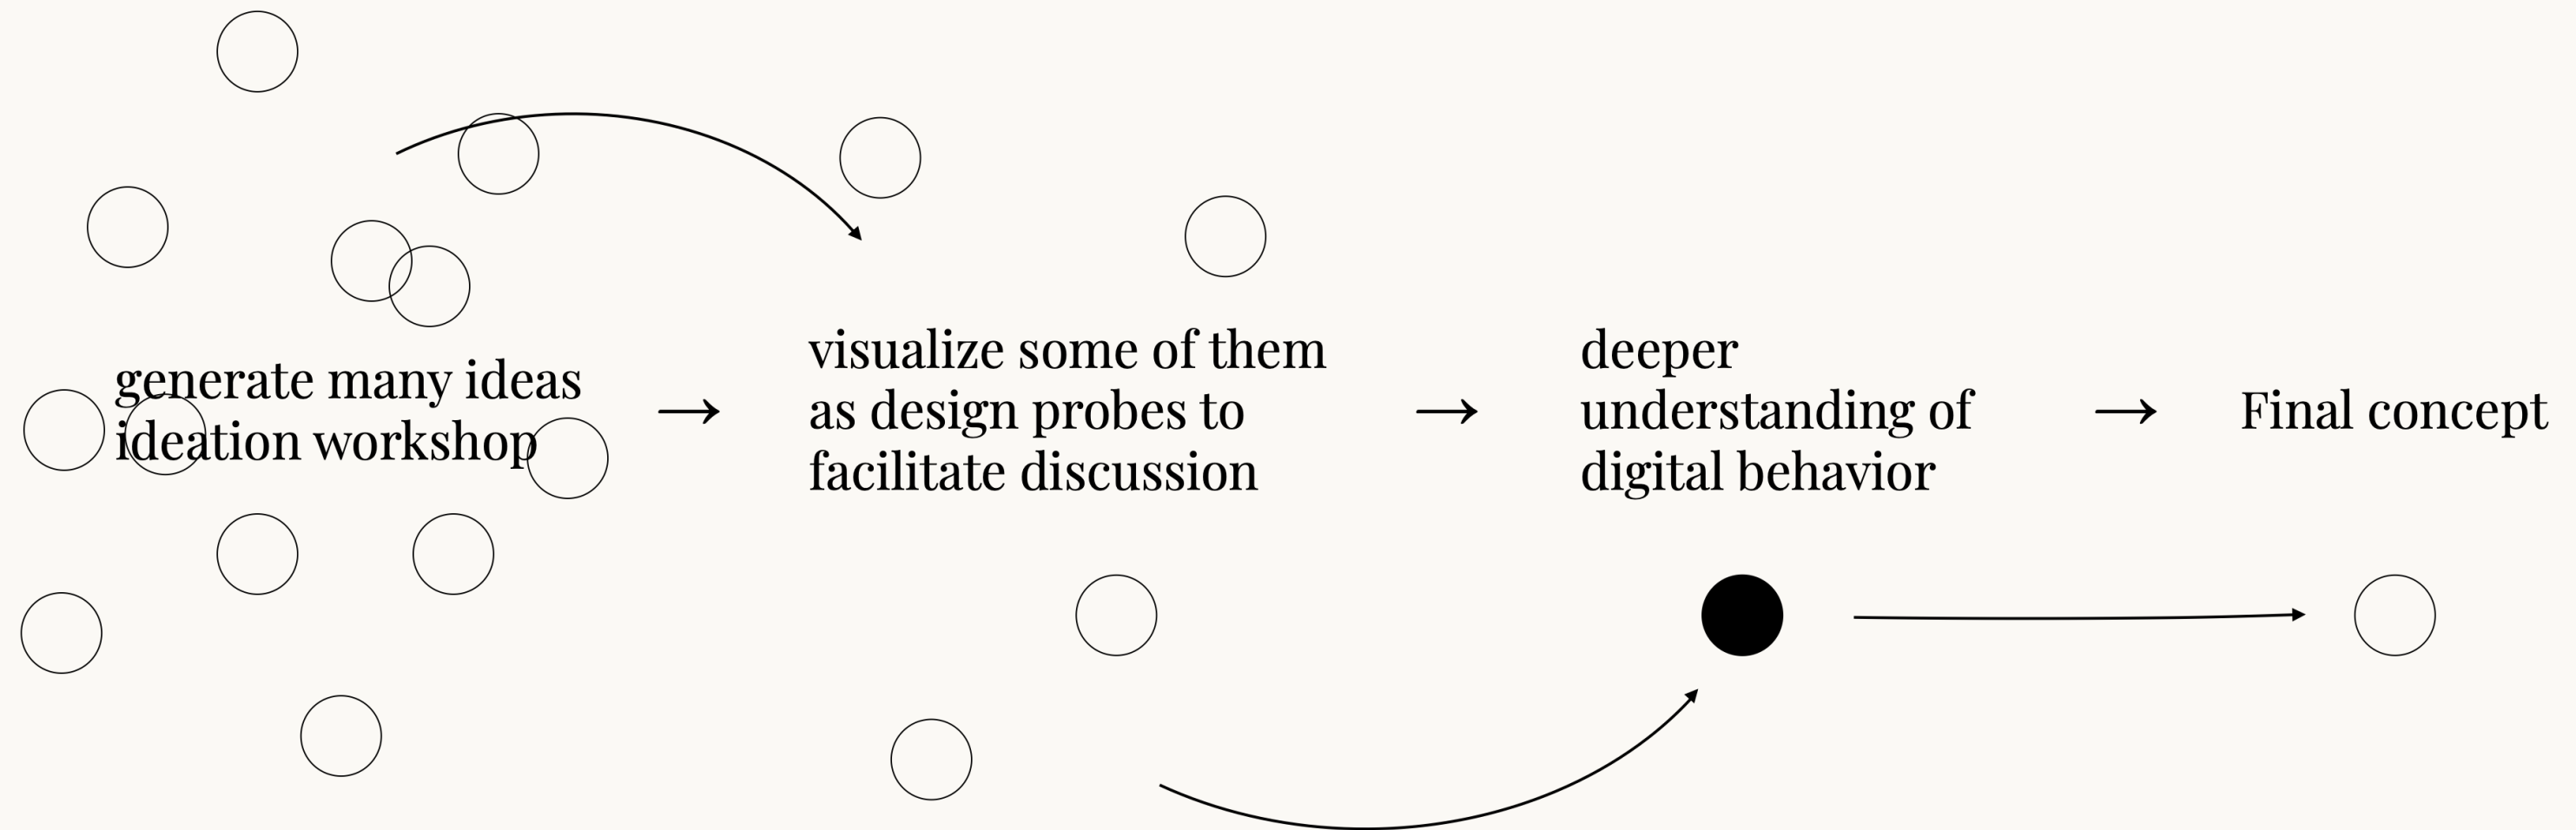 generate many ideas
ideation workshop
→
visualize some of them
as design probes to
facilitate discussion
→
deeper
understanding of
digital behavior
→
Final concept